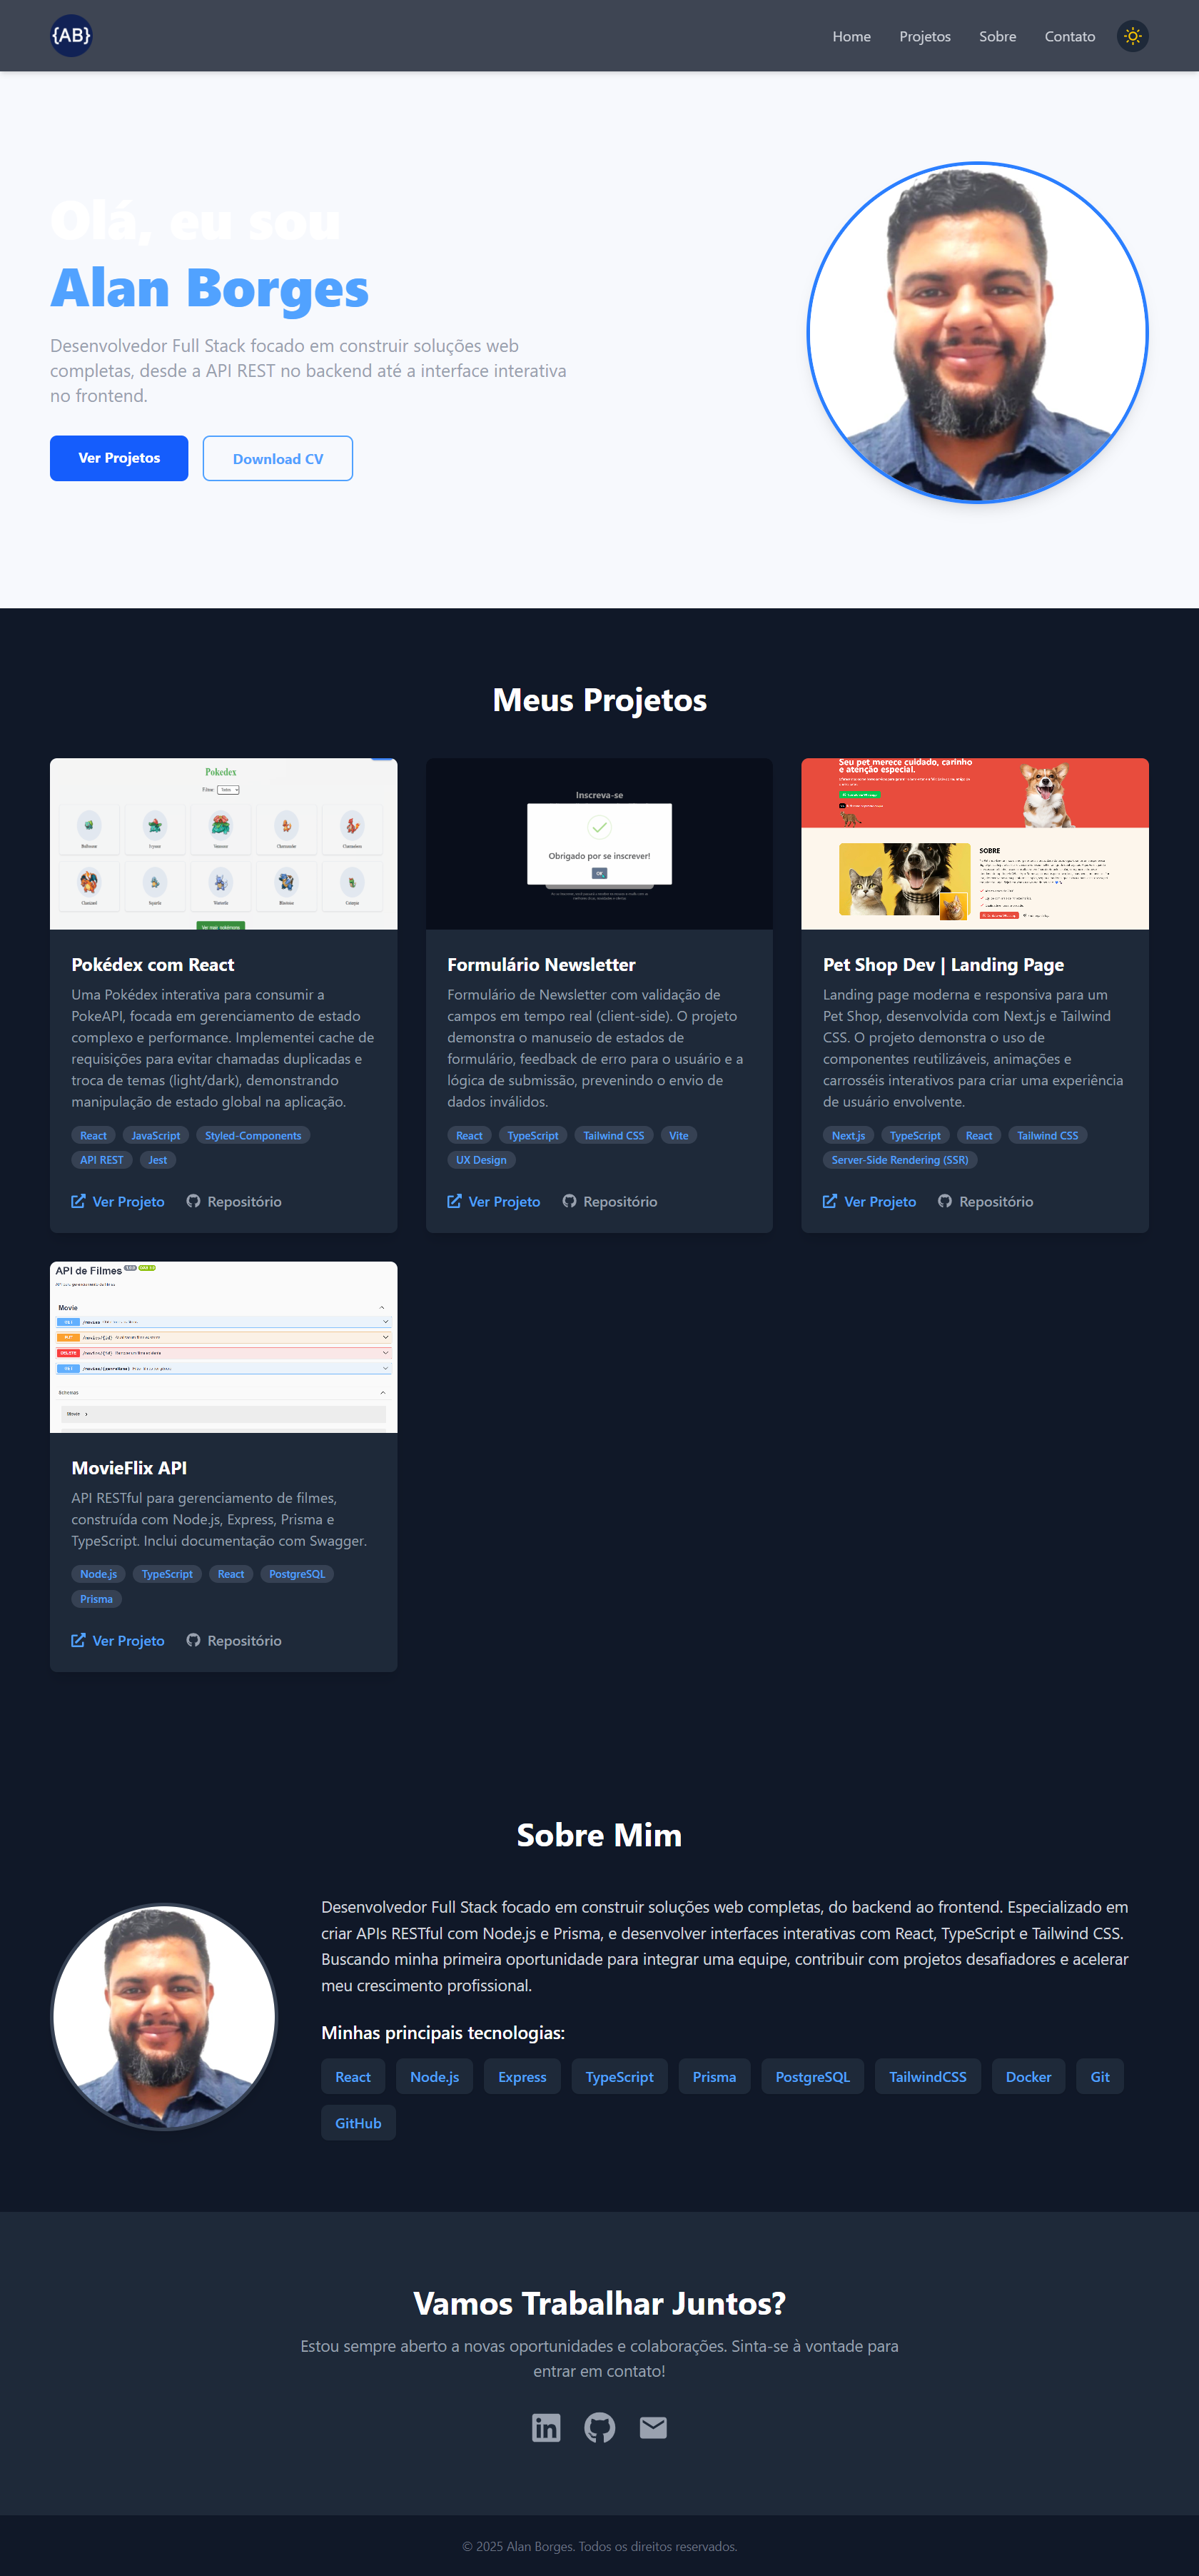 {AB}
Home
Projetos
Sobre
Contato
Olá, eu sou
Alan Borges
Desenvolvedor Full Stack focado em construir soluções web
completas, desde a API REST no backend até a interface interativa
no frontend.
Ver Projetos
Download CV
Meus Projetos
Pokedex
Inscreva-se
Obrigado por se inscrever!
OK
Seu pet merece cuidado, carinho
e atenção especial.
SOBRE
Pokédex com React
Uma Pokédex interativa para consumir a
PokeAPI, focada em gerenciamento de estado
complexo e performance. Implementei cache de
requisições para evitar chamadas duplicadas e
troca de temas (light/dark), demonstrando
manipulação de estado global na aplicação.
React JavaScript Styled-Components
API REST Jest
Ver Projeto Repositório
Formulário Newsletter
Formulário de Newsletter com validação de
campos em tempo real (client-side). O projeto
demonstra o manuseio de estados de
formulário, feedback de erro para o usuário e a
lógica de submissão, prevenindo o envio de
dados inválidos.
React TypeScript Tailwind CSS Vite
UX Design
Ver Projeto Repositório
Pet Shop Dev | Landing Page
Landing page moderna e responsiva para um
Pet Shop, desenvolvida com Next.js e Tailwind
CSS. O projeto demonstra o uso de
componentes reutilizáveis, animações e
carrosséis interativos para criar uma experiência
de usuário envolvente.
Next.js TypeScript React Tailwind CSS
Server-Side Rendering (SSR)
Ver Projeto Repositório
API de Filmes
Movie
DELETE
Schemas
Movie
MovieFlix API
API RESTful para gerenciamento de filmes,
construída com Node.js, Express, Prisma e
TypeScript. Inclui documentação com Swagger.
Node.js TypeScript React PostgreSQL
Prisma
Ver Projeto Repositório
Sobre Mim
Desenvolvedor Full Stack focado em construir soluções web completas, do backend ao frontend. Especializado em
criar APIs RESTful com Node.js e Prisma, e desenvolver interfaces interativas com React, TypeScript e Tailwind CSS.
Buscando minha primeira oportunidade para integrar uma equipe, contribuir com projetos desafiadores e acelerar
meu crescimento profissional.
Minhas principais tecnologias:
React Node.js Express TypeScript Prisma PostgreSQL TailwindCSS Docker Git
GitHub
Vamos Trabalhar Juntos?
Estou sempre aberto a novas oportunidades e colaborações. Sinta-se à vontade para
entrar em contato!
© 2025 Alan Borges. Todos os direitos reservados.